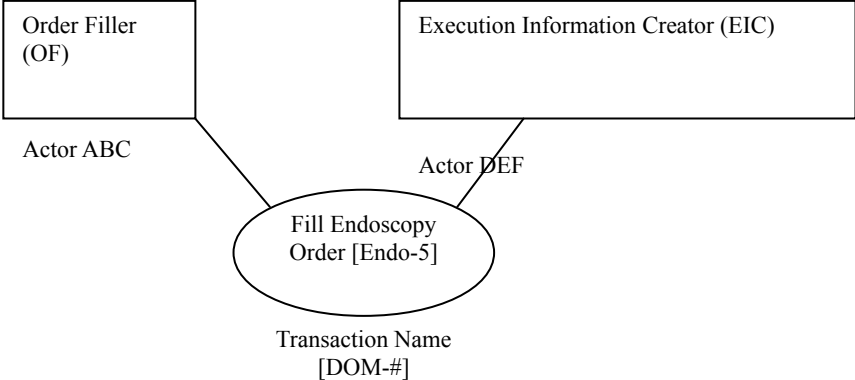 Order Filler
(OF)
Execution Information Creator (EIC)
Actor ABC
Actor DEF
Fill Endoscopy
Order [Endo-5]
Transaction Name
[DOM-#]